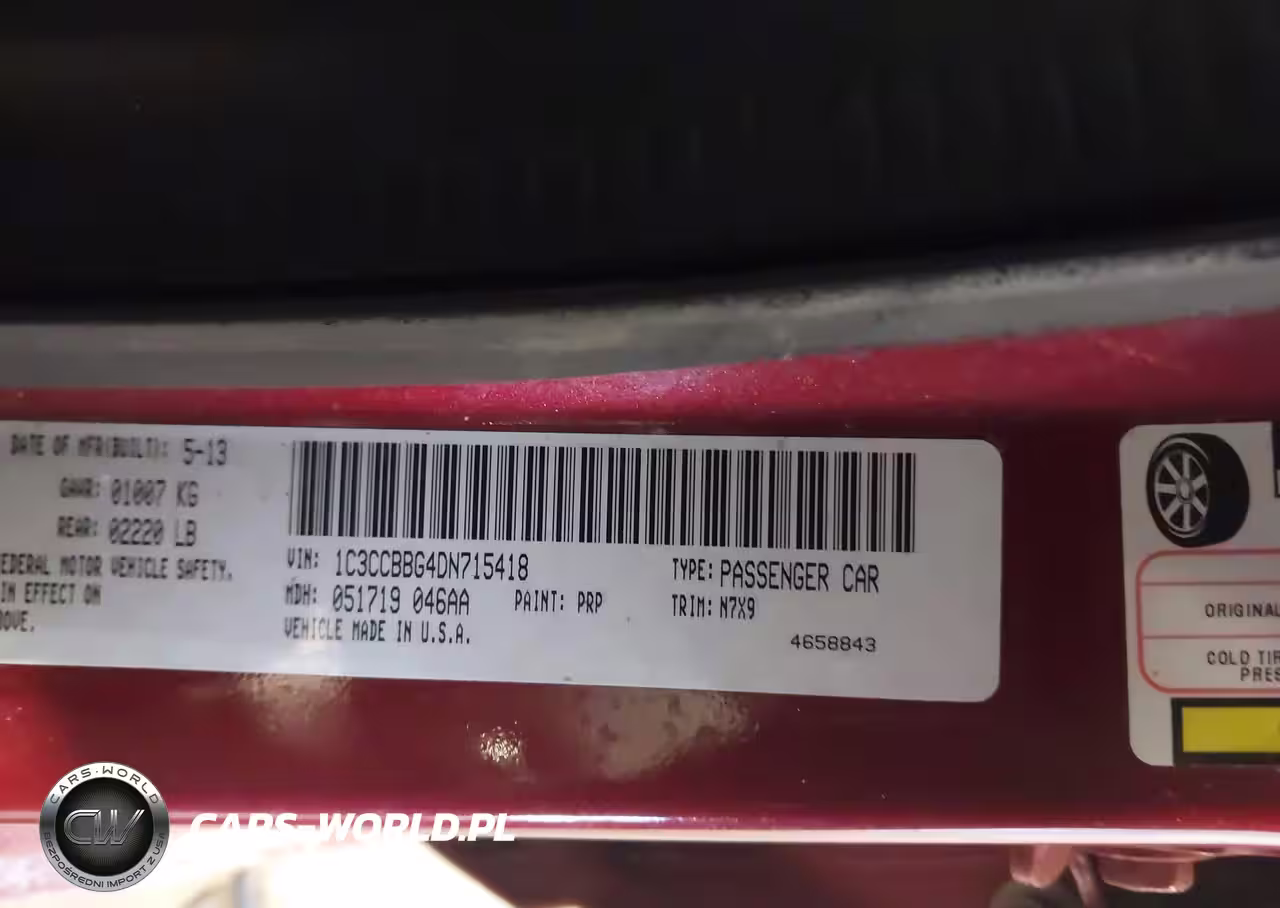 DATE OF MFR(BUILT): 5-13
GAWR: 01007 KG
REAR: 02220 LB
EDERAL MOTOR VEHICLE SAFETY.
IN EFFECT ON
OVE.
VIN: 1C3CCBBG4DN715418
TYPE: PASSENGER CAR
MDH: 051719 046AA
PAINT: PRP
TRIM: N7X9
VEHICLE MADE IN U.S.A.
4658843
ORIGINAL
COLD TIR
PRES
CARS-WORLD
CW
BEZPOŚREDNI IMPORT Z USA
CARS-WORLD.PL